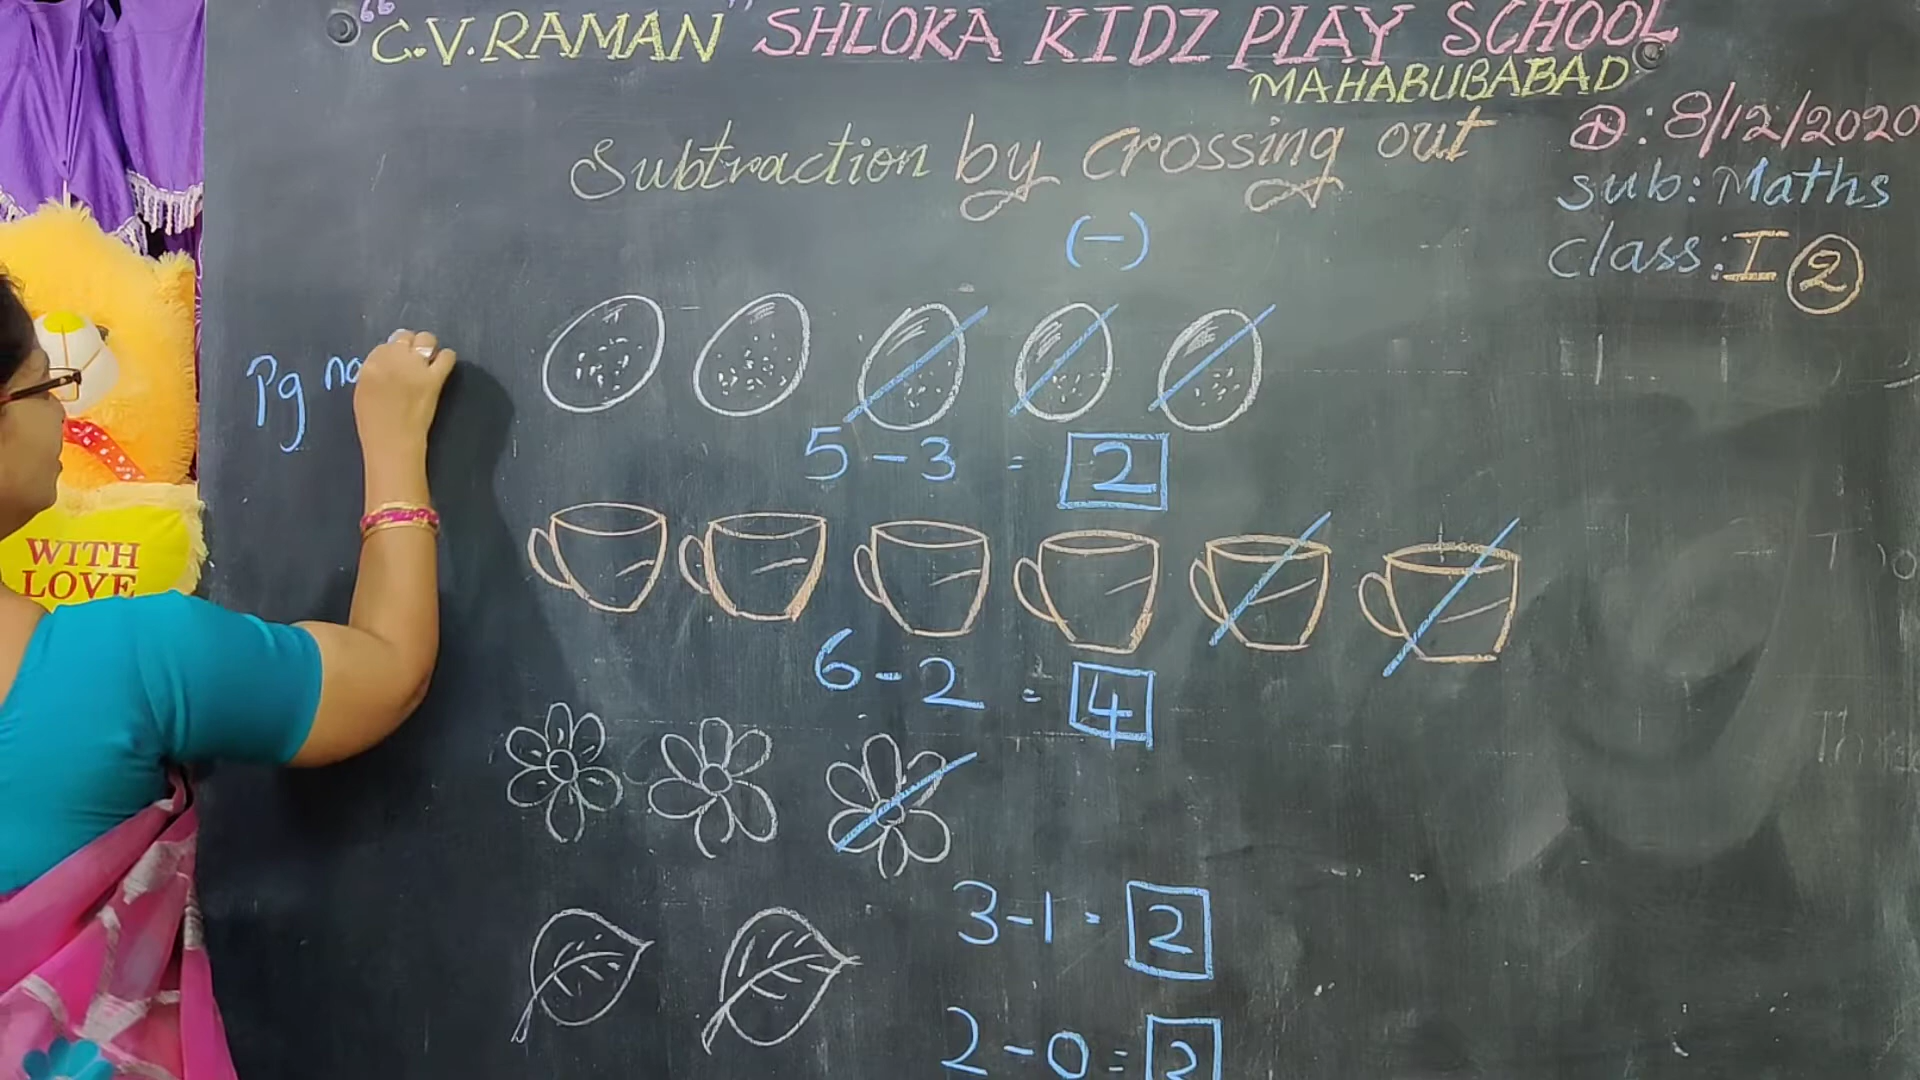 "C.V. RAMAN" SHLOKA KIDZ PLAY SCHOOL
MAHABUBABAD
D: 8/12/2020
Subtraction by crossing out
sub: Maths
(-)
class: I 2
Pg no
5 - 3 = 2
6 - 2 = 4
3 - 1 = 2
2 - 0 = 2
WITH
LOVE